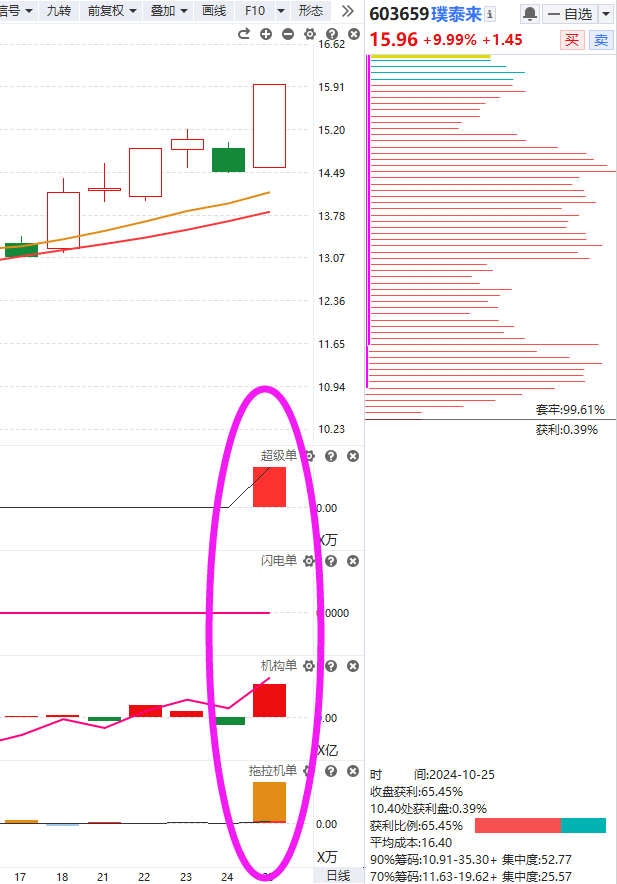 信号 九转 前复权 叠加 画线 F10 形态
603659 璞泰来 i 自选
15.96 +9.99% +1.45 买 卖
16.62
15.91
15.20
14.49
13.78
13.07
12.36
11.65
10.94
10.23
套牢:99.61%
获利:0.39%
超级单
0.00
X万
闪电单
0.0000
机构单
0.00
X亿
拖拉机单
0.00
X万
时 间:2024-10-25
收盘获利:65.45%
10.40处获利盘:0.39%
获利比例:65.45%
平均成本:16.40
90%筹码:10.91-35.30+ 集中度:52.77
70%筹码:11.63-19.62+ 集中度:25.57
17 18 21 22 23 24 日线